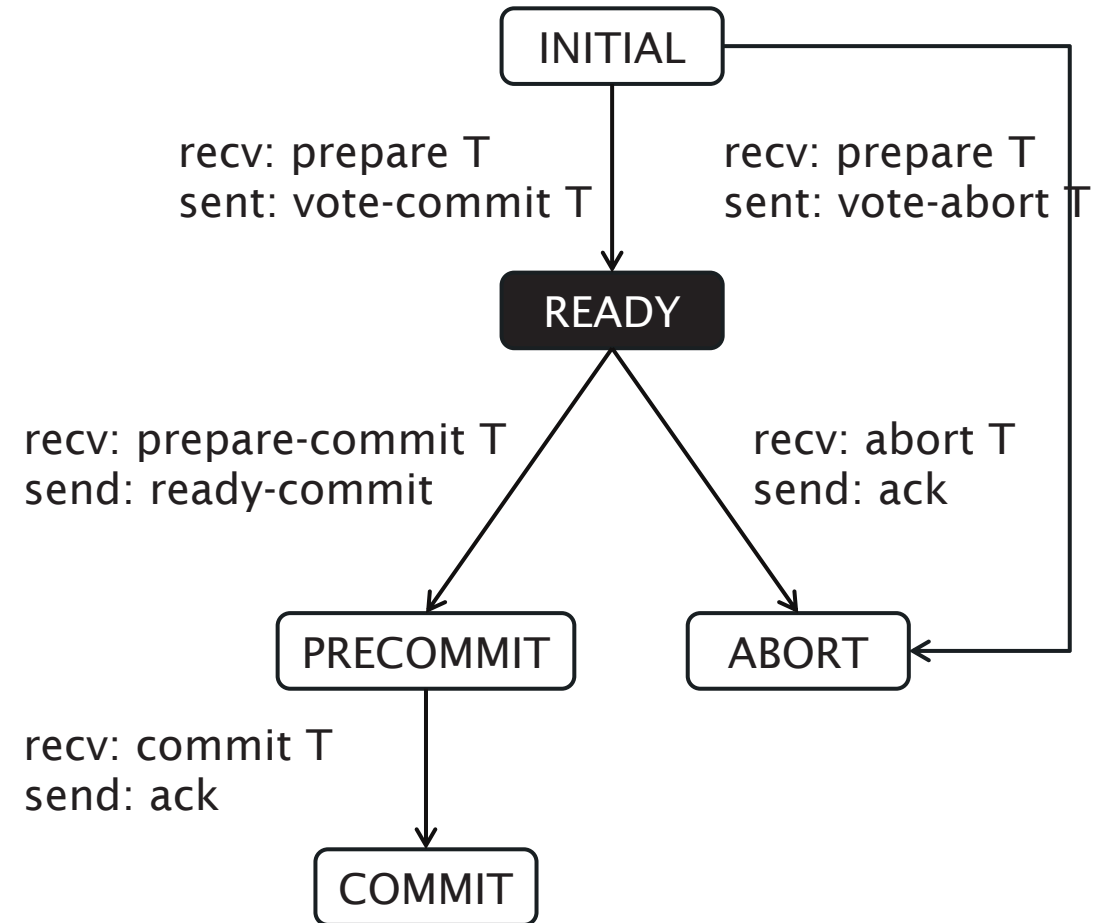 INITIAL
recv: prepare T
sent: vote-commit T
recv: prepare T
sent: vote-abort T
READY
recv: prepare-commit T
send: ready-commit
recv: abort T
send: ack
PRECOMMIT
ABORT
recv: commit T
send: ack
COMMIT